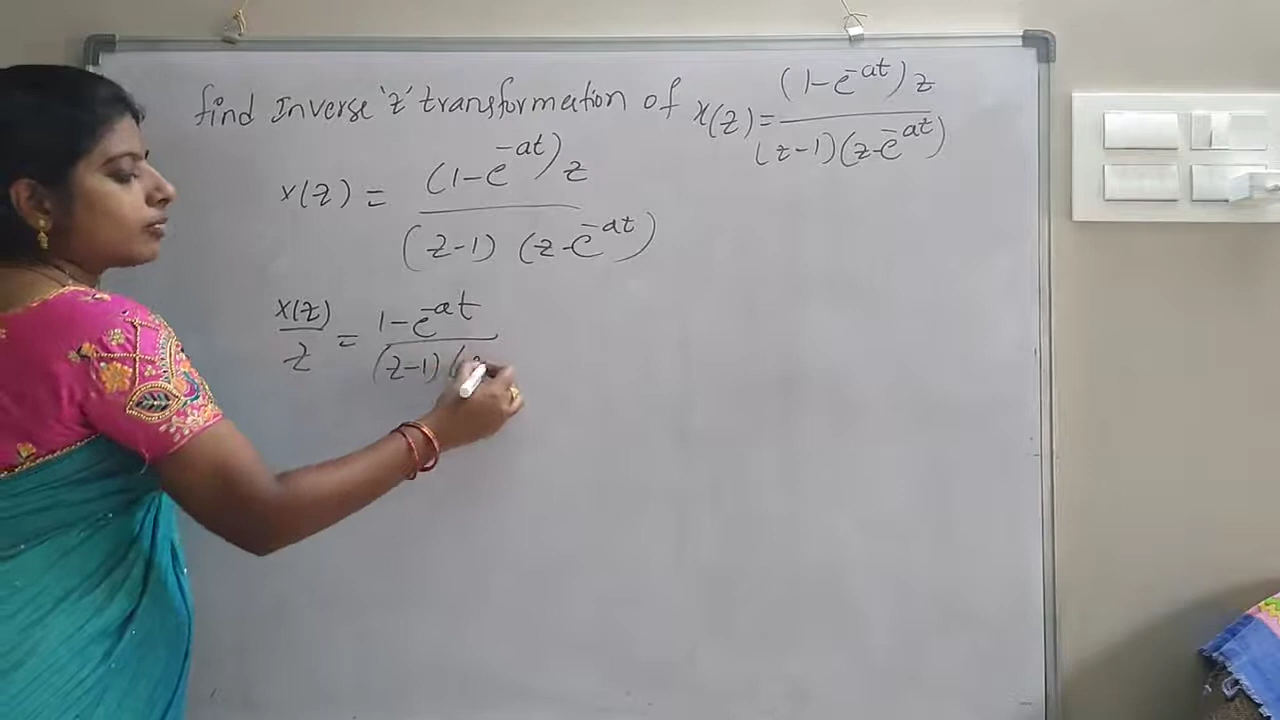 find Inverse 'z' transformation of x(z) = (1-e^-at) z / (z-1)(z-e^-at)
x(z) = (1-e^-at) z / (z-1) (z-e^-at)
x(z)/z = 1-e^-at / (z-1)(